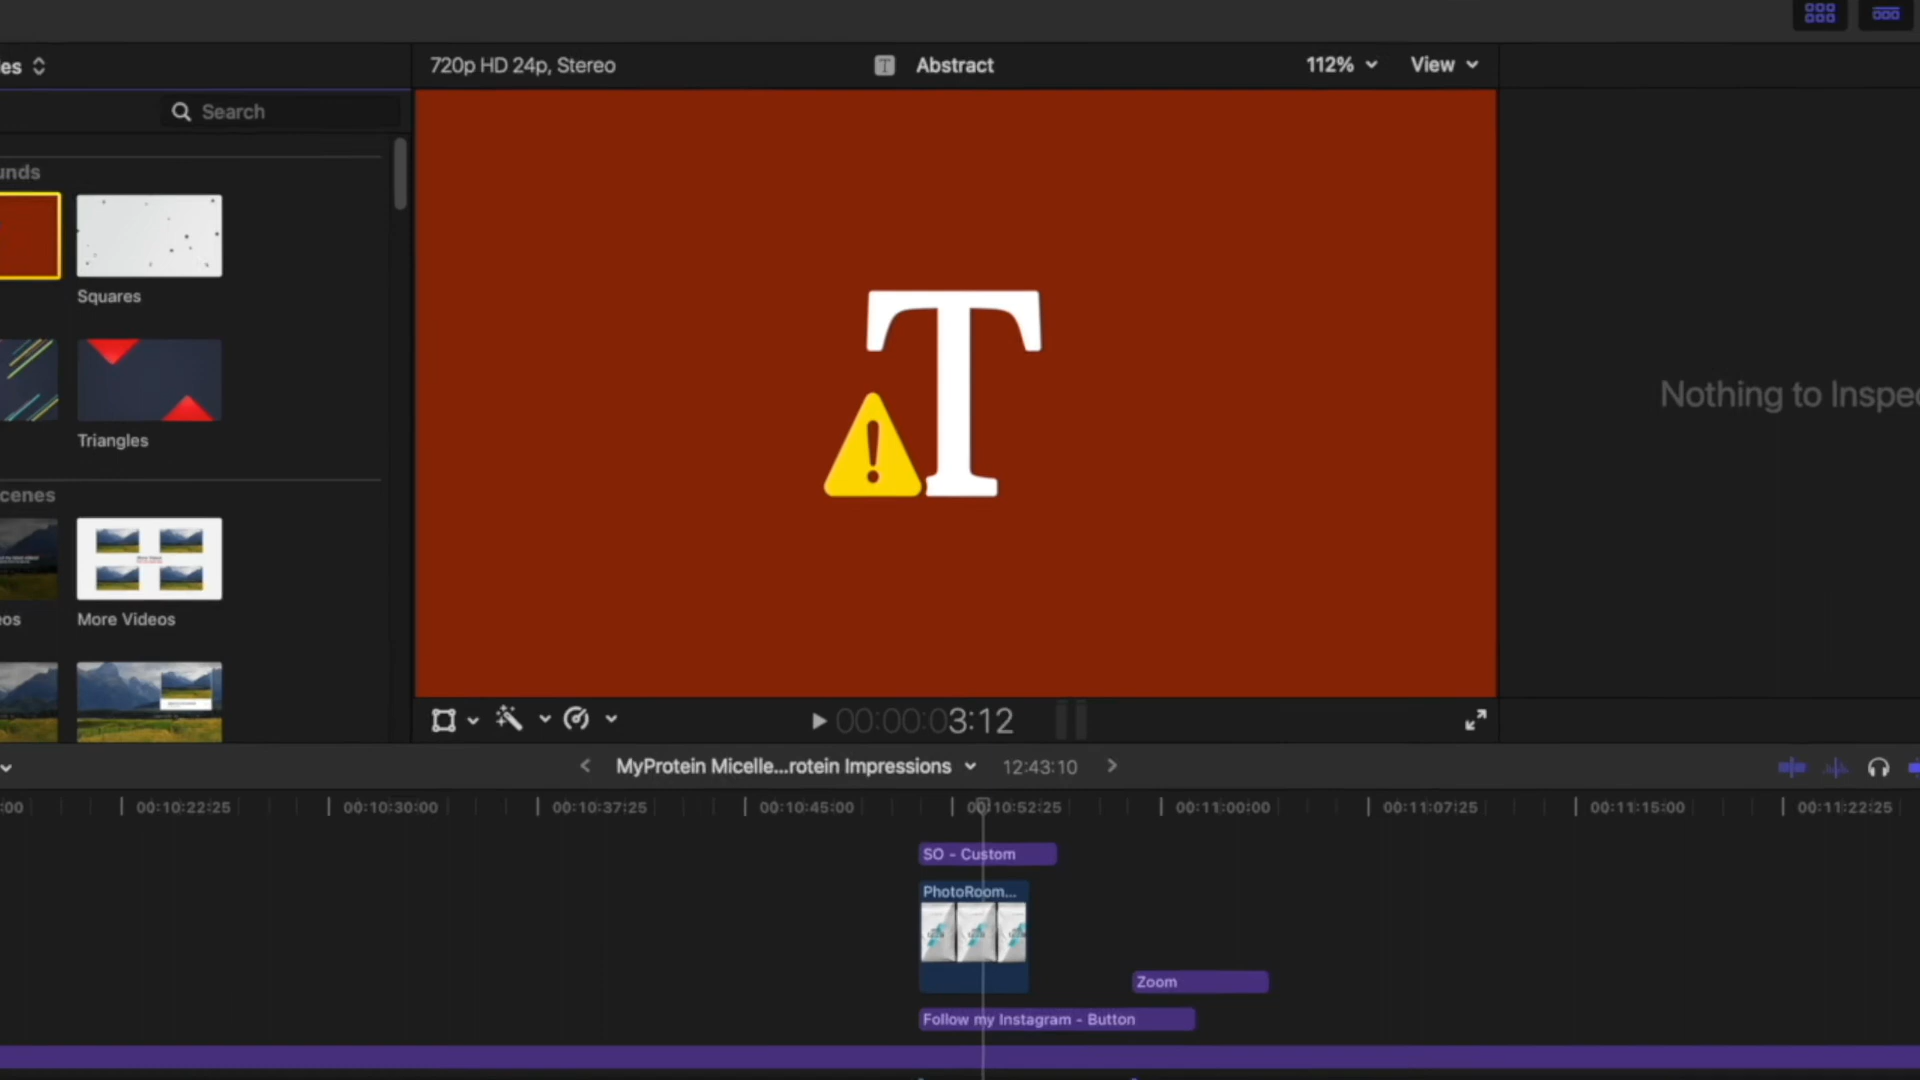 es
720p HD 24p, Stereo
T Abstract
112%
View
Search
unds
Squares
Triangles
cenes
os
More Videos
T
!
Nothing to Inspec
00:00:03:12
MyProtein Micelle...rotein Impressions
12:43:10
:00
00:10:22:25
00:10:30:00
00:10:37:25
00:10:45:00
00:10:52:25
00:11:00:00
00:11:07:25
00:11:15:00
00:11:22:25
SO - Custom
PhotoRoom...
Zoom
Follow my Instagram - Button